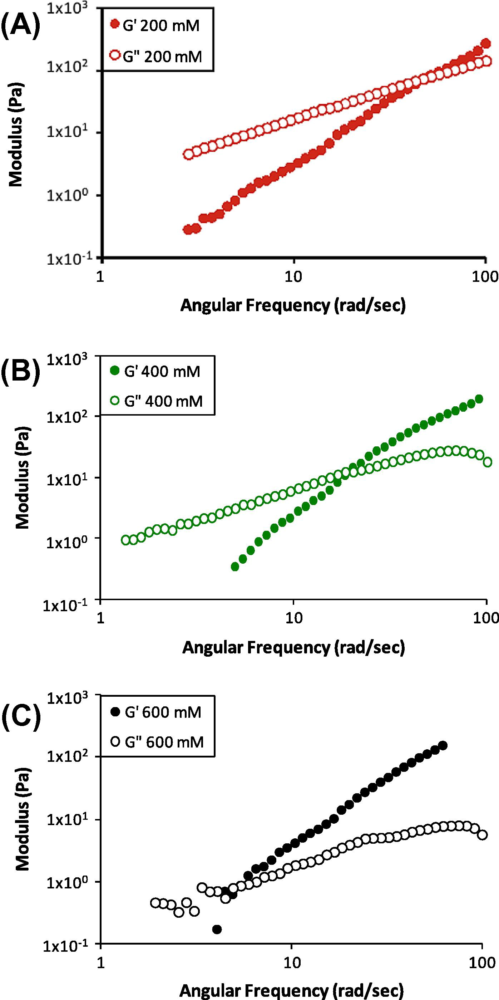 (A)
1x10³
G' 200 mM
G" 200 mM
1x10²
1x10¹
1x10⁰
1x10⁻¹
Modulus (Pa)
1 10 100
Angular Frequency (rad/sec)
(B)
1x10³
G' 400 mM
G" 400 mM
1x10²
1x10¹
1x10⁰
1x10⁻¹
Modulus (Pa)
1 10 100
Angular Frequency (rad/sec)
(C)
1x10³
G' 600 mM
G" 600 mM
1x10²
1x10¹
1x10⁰
1x10⁻¹
Modulus (Pa)
1 10 100
Angular Frequency (rad/sec)